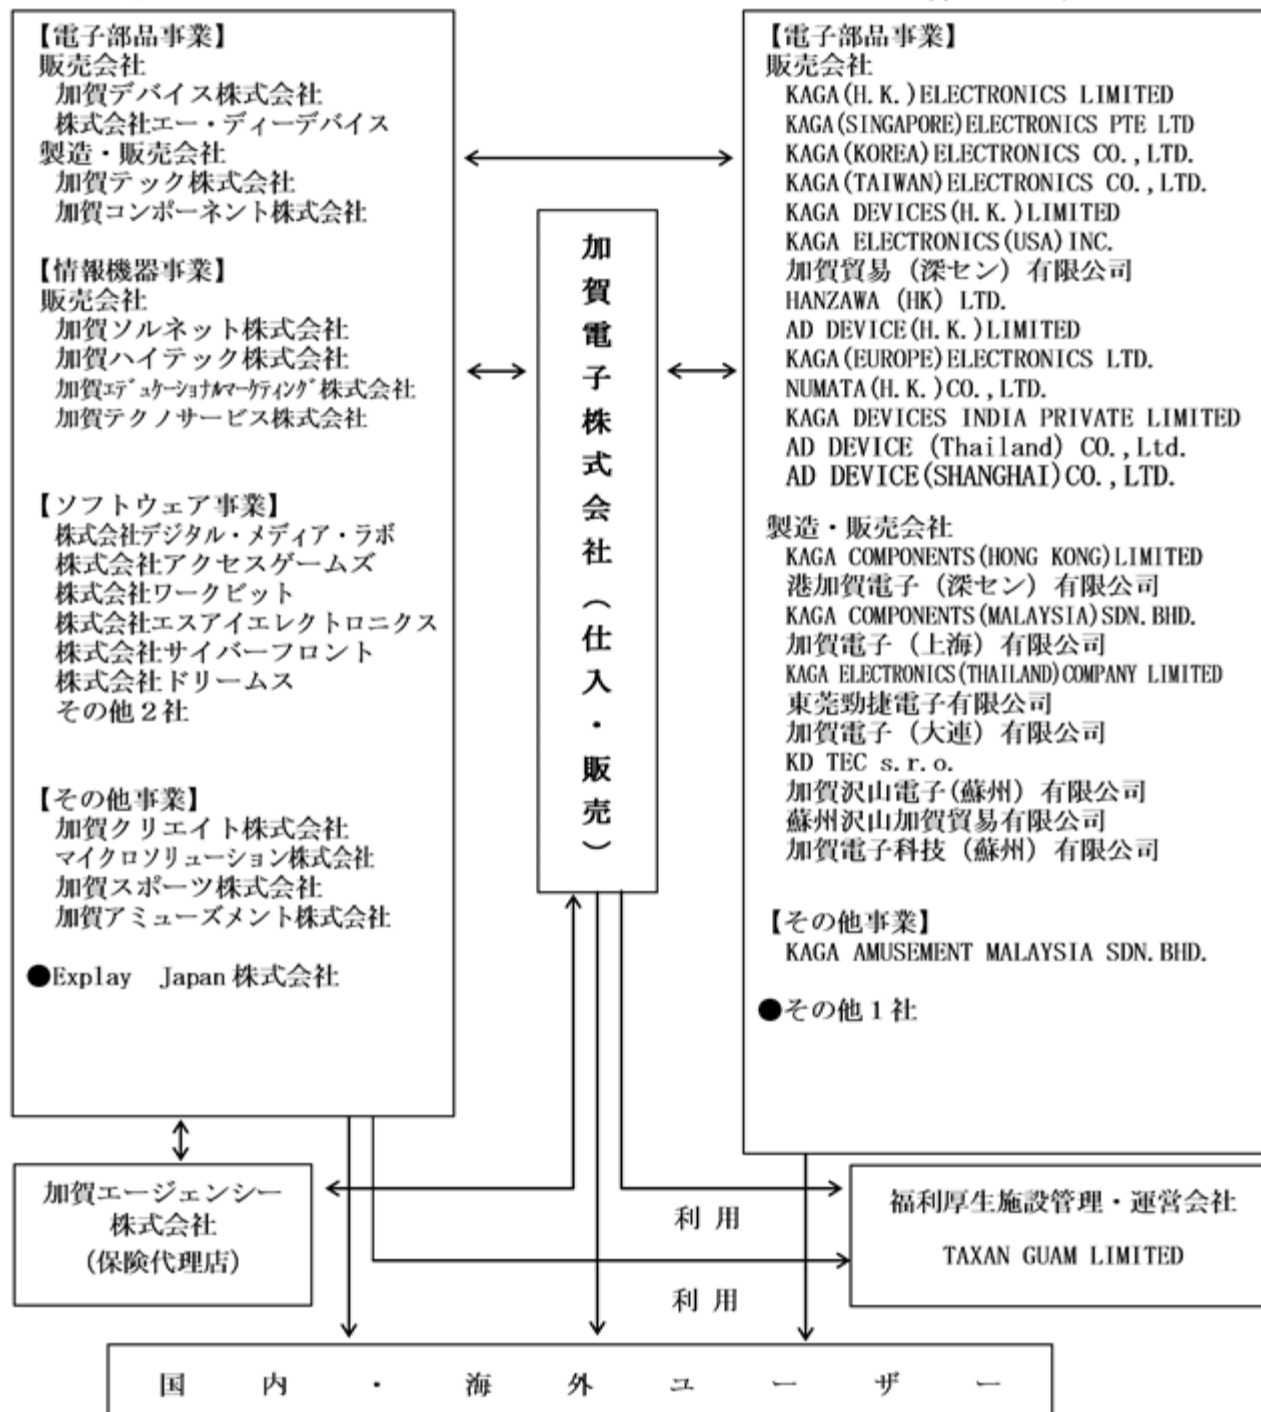 【電子部品事業】
販売会社
加賀デバイス株式会社
株式会社エー・ディーデバイス
製造・販売会社
加賀テック株式会社
加賀コンポーネント株式会社
【情報機器事業】
販売会社
加賀ソルネット株式会社
加賀ハイテック株式会社
加賀ｴﾃﾞｭｹｰｼｮﾅﾙﾏｰｹﾃｨﾝｸﾞ株式会社
加賀テクノサービス株式会社
【ソフトウェア事業】
株式会社デジタル・メディア・ラボ
株式会社アクセスゲームズ
株式会社ワークビット
株式会社エスアイエレクトロニクス
株式会社サイバーフロント
株式会社ドリームス
その他２社
【その他事業】
加賀クリエイト株式会社
マイクロソリューション株式会社
加賀スポーツ株式会社
加賀アミューズメント株式会社
●Explay Japan株式会社
加賀電子株式会社（仕入・販売）
【電子部品事業】
販売会社
KAGA(H.K.)ELECTRONICS LIMITED
KAGA(SINGAPORE)ELECTRONICS PTE LTD
KAGA(KOREA)ELECTRONICS CO.,LTD.
KAGA(TAIWAN)ELECTRONICS CO.,LTD.
KAGA DEVICES(H.K.)LIMITED
KAGA ELECTRONICS(USA)INC.
加賀貿易（深セン）有限公司
HANZAWA (HK) LTD.
AD DEVICE(H.K.)LIMITED
KAGA(EUROPE)ELECTRONICS LTD.
NUMATA(H.K.)CO.,LTD.
KAGA DEVICES INDIA PRIVATE LIMITED
AD DEVICE (Thailand) CO.,Ltd.
AD DEVICE(SHANGHAI)CO.,LTD.
製造・販売会社
KAGA COMPONENTS(HONG KONG)LIMITED
港加賀電子（深セン）有限公司
KAGA COMPONENTS(MALAYSIA)SDN.BHD.
加賀電子（上海）有限公司
KAGA ELECTRONICS(THAILAND)COMPANY LIMITED
東莞勁捷電子有限公司
加賀電子（大連）有限公司
KD TEC s.r.o.
加賀沢山電子(蘇州）有限公司
蘇州沢山加賀貿易有限公司
加賀電子科技（蘇州）有限公司
【その他事業】
KAGA AMUSEMENT MALAYSIA SDN.BHD.
●その他１社
加賀エージェンシー
株式会社
（保険代理店）
利用
利用
福利厚生施設管理・運営会社
TAXAN GUAM LIMITED
国内・海外ユーザー